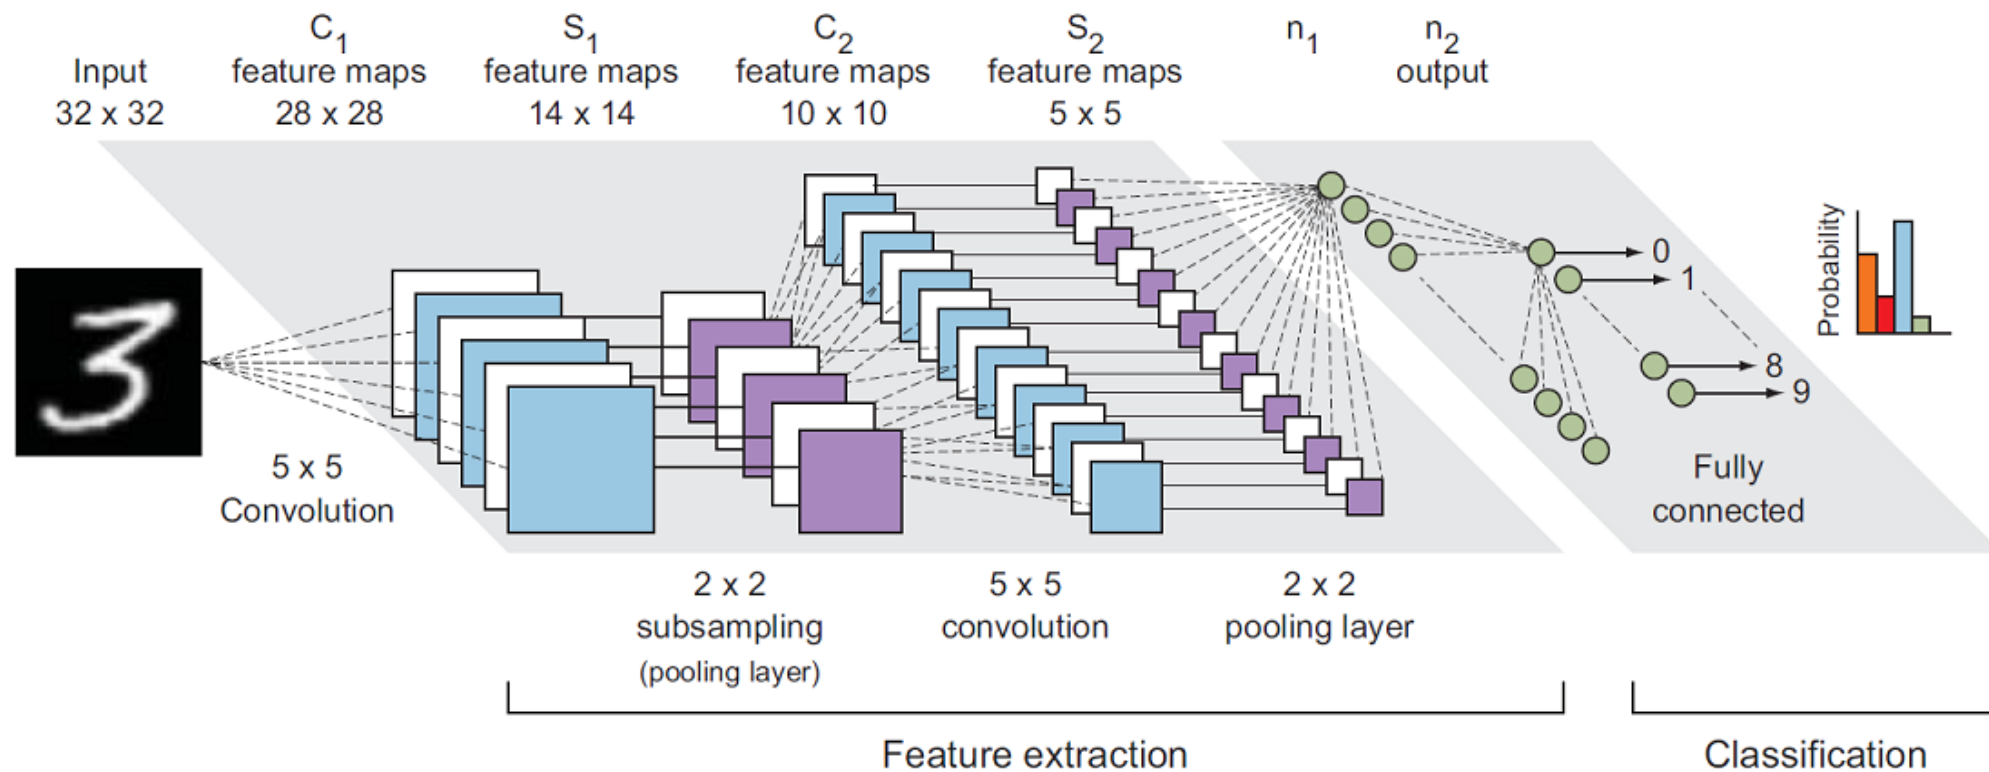 Input
32 x 32
C1
feature maps
28 x 28
S1
feature maps
14 x 14
C2
feature maps
10 x 10
S2
feature maps
5 x 5
n1
n2
output
3
5 x 5
Convolution
0
1
8
9
Probability
Fully
connected
2 x 2
subsampling
(pooling layer)
5 x 5
convolution
2 x 2
pooling layer
Feature extraction
Classification